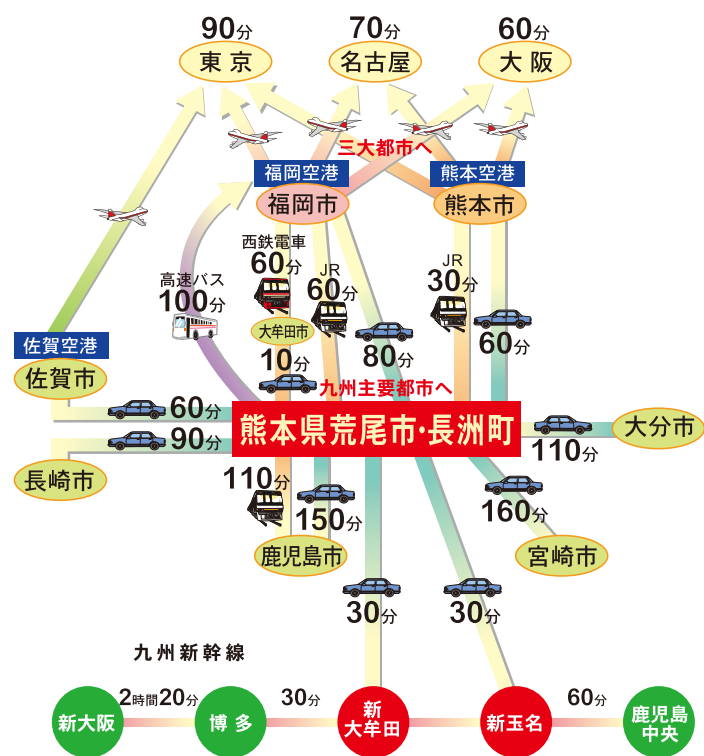 90分
70分
60分
東京
名古屋
大阪
三大都市へ
福岡空港
熊本空港
福岡市
熊本市
西鉄電車
60分
JR
60分
JR
30分
高速バス
100分
大牟田市
80分
60分
佐賀空港
佐賀市
10分
九州主要都市へ
60分
熊本県荒尾市・長洲町
大分市
90分
110分
長崎市
110分
150分
160分
鹿児島市
宮崎市
30分
30分
九州新幹線
2時間20分
30分
60分
新大阪
博多
新
大牟田
新玉名
鹿児島
中央